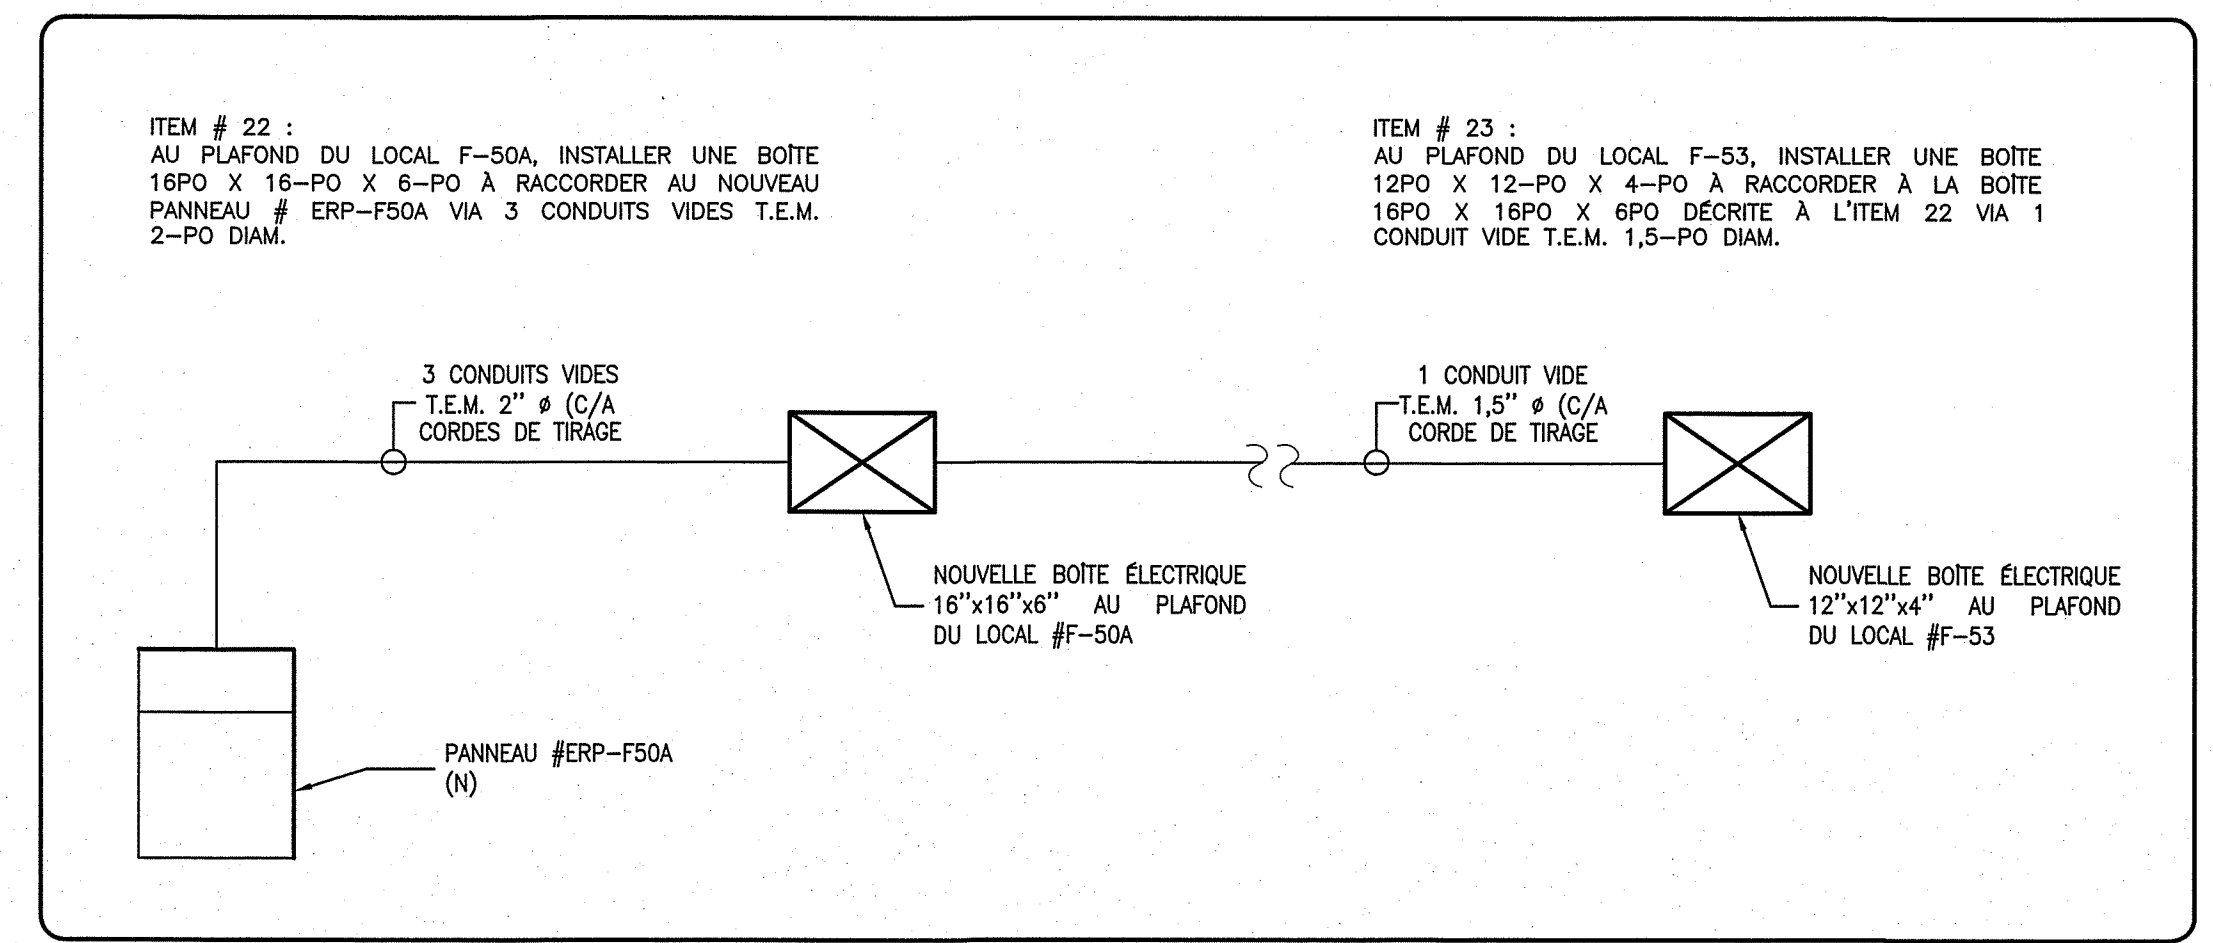 ITEM # 22 :
AU PLAFOND DU LOCAL F-50A, INSTALLER UNE BOÎTE
16PO X 16-PO X 6-PO À RACCORDER AU NOUVEAU
PANNEAU # ERP-F50A VIA 3 CONDUITS VIDES T.E.M.
2-PO DIAM.
ITEM # 23 :
AU PLAFOND DU LOCAL F-53, INSTALLER UNE BOÎTE
12PO X 12-PO X 4-PO À RACCORDER À LA BOÎTE
16PO X 16PO X 6PO DÉCRITE À L'ITEM 22 VIA 1
CONDUIT VIDE T.E.M. 1,5-PO DIAM.
3 CONDUITS VIDES
T.E.M. 2" ø (C/A
CORDES DE TIRAGE
1 CONDUIT VIDE
T.E.M. 1,5" ø (C/A
CORDE DE TIRAGE
NOUVELLE BOÎTE ÉLECTRIQUE
16"x16"x6" AU PLAFOND
DU LOCAL #F-50A
NOUVELLE BOÎTE ÉLECTRIQUE
12"x12"x4" AU PLAFOND
DU LOCAL #F-53
PANNEAU #ERP-F50A
(N)